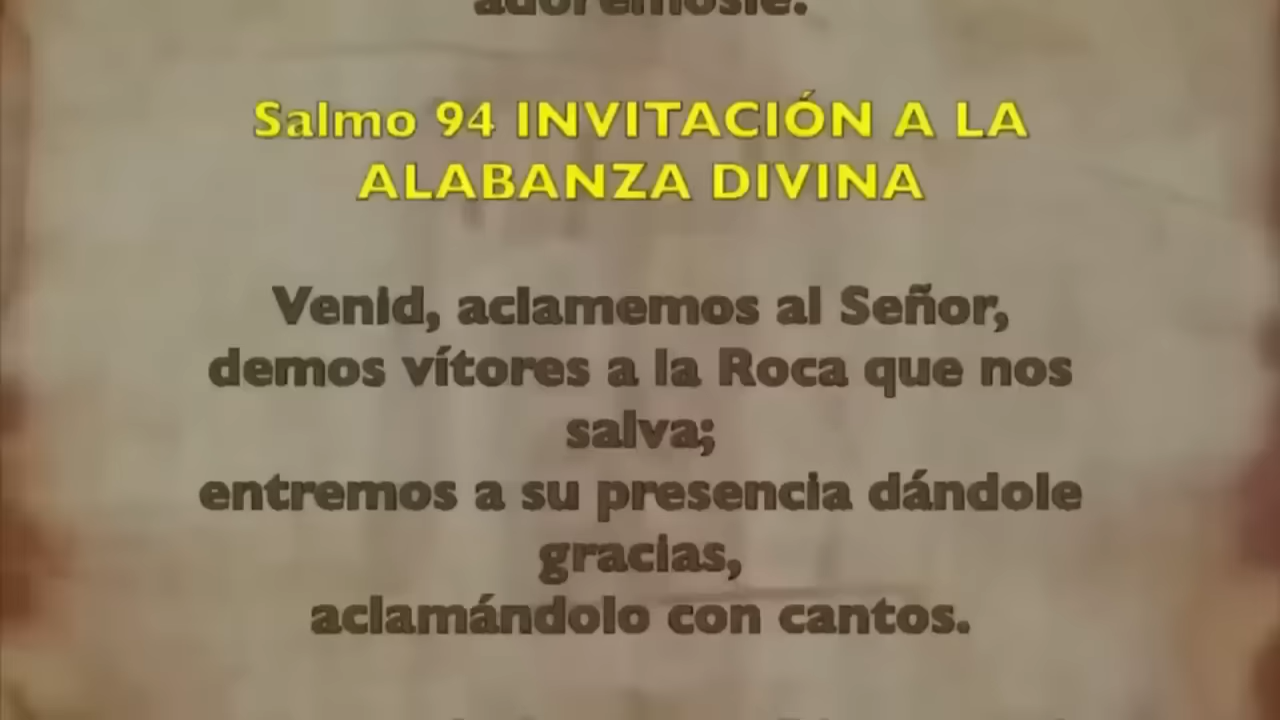 adorémosle.
Salmo 94 INVITACIÓN A LA
ALABANZA DIVINA
Venid, aclamemos al Señor,
demos vítores a la Roca que nos
salva;
entremos a su presencia dándole
gracias,
aclamándolo con cantos.